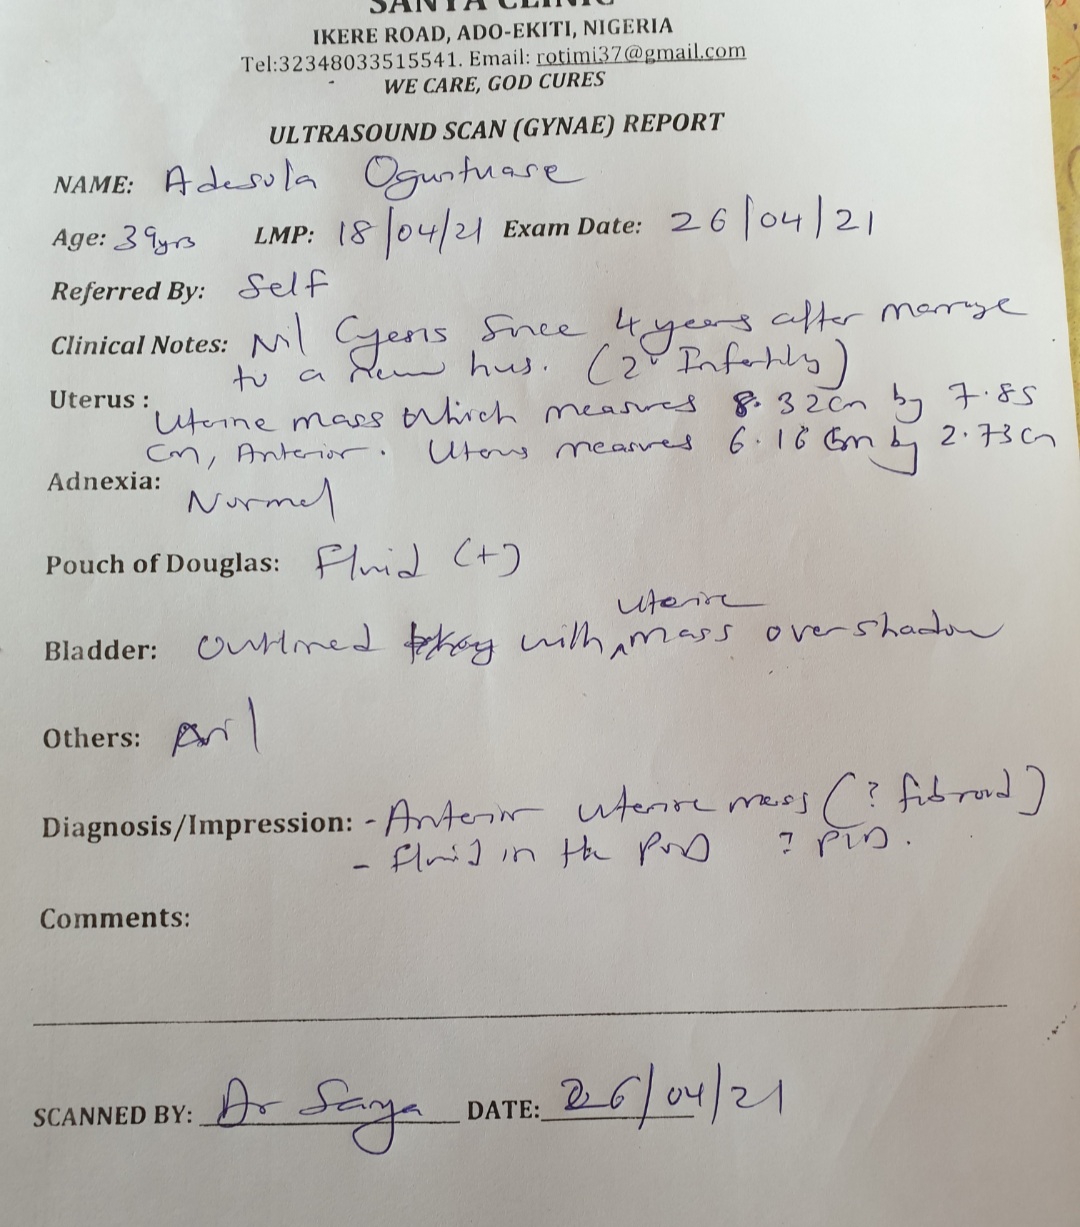 SANYA CLINIC
IKERE ROAD, ADO-EKITI, NIGERIA
Tel:32348033515541. Email: rotimi37@gmail.com
WE CARE, GOD CURES
ULTRASOUND SCAN (GYNAE) REPORT
NAME: Adesola
Age: 39yrs LMP: 18/04/21 Exam Date: 26/04/21
Referred By: Self
Clinical Notes: Nil Cyesis Since 4 years after marriage
to a new hus. (2° Infertility)
Uterus :
Uterine mass which measures 8.32cm by 7.85
cm, Anterior. Uterus measures 6.16 cm by 2.73cm
Adnexia:
Normal
Pouch of Douglas: Fluid (+)
uterine
Bladder: outlined with mass overshadow
Others: Nil
Diagnosis/Impression: - Anterior uterine mass (? fibroid)
- fluid in the POD ? PID.
Comments:
SCANNED BY: Dr Sanya DATE: 26/04/21